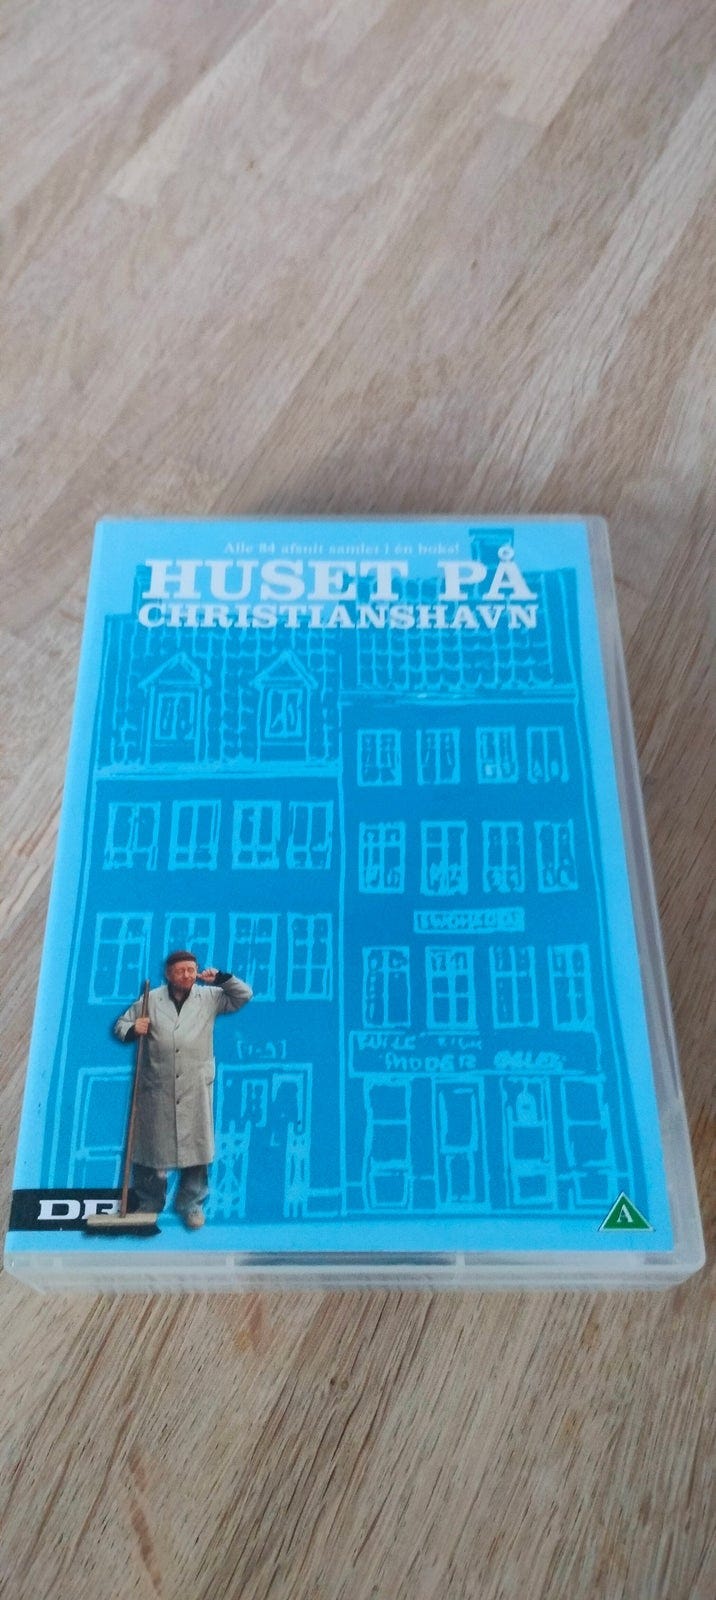 Alle 84 afsnit samlet i én boks!
HUSET PÅ
CHRISTIANSHAVN
DR
A